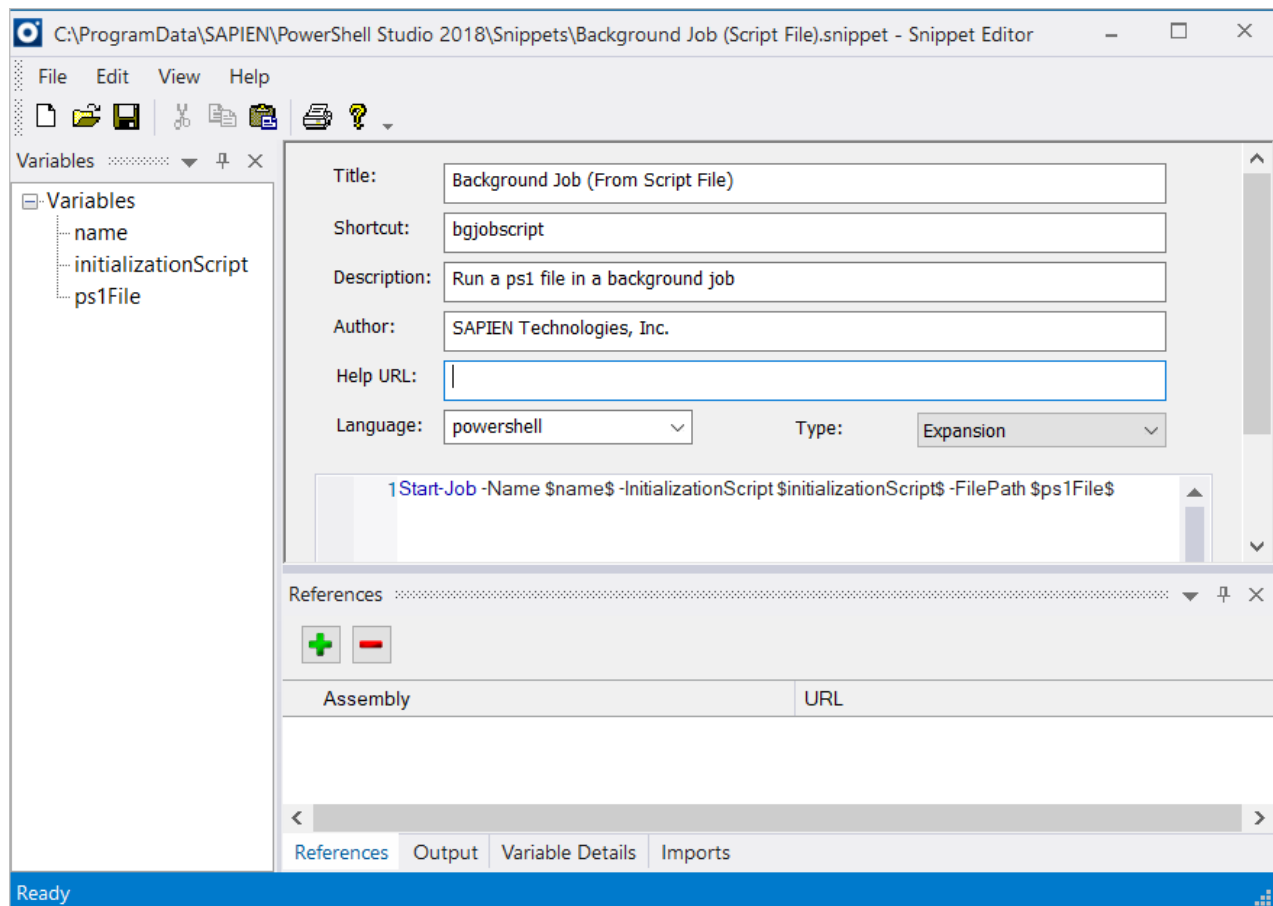 C:\ProgramData\SAPIEN\PowerShell Studio 2018\Snippets\Background Job (Script File).snippet - Snippet Editor
File Edit View Help
Variables
Variables
name
initializationScript
ps1File
Title: Background Job (From Script File)
Shortcut: bgjobscript
Description: Run a ps1 file in a background job
Author: SAPIEN Technologies, Inc.
Help URL:
Language: powershell Type: Expansion
1 Start-Job -Name $name$ -InitializationScript $initializationScript$ -FilePath $ps1File$
References
Assembly URL
References Output Variable Details Imports
Ready